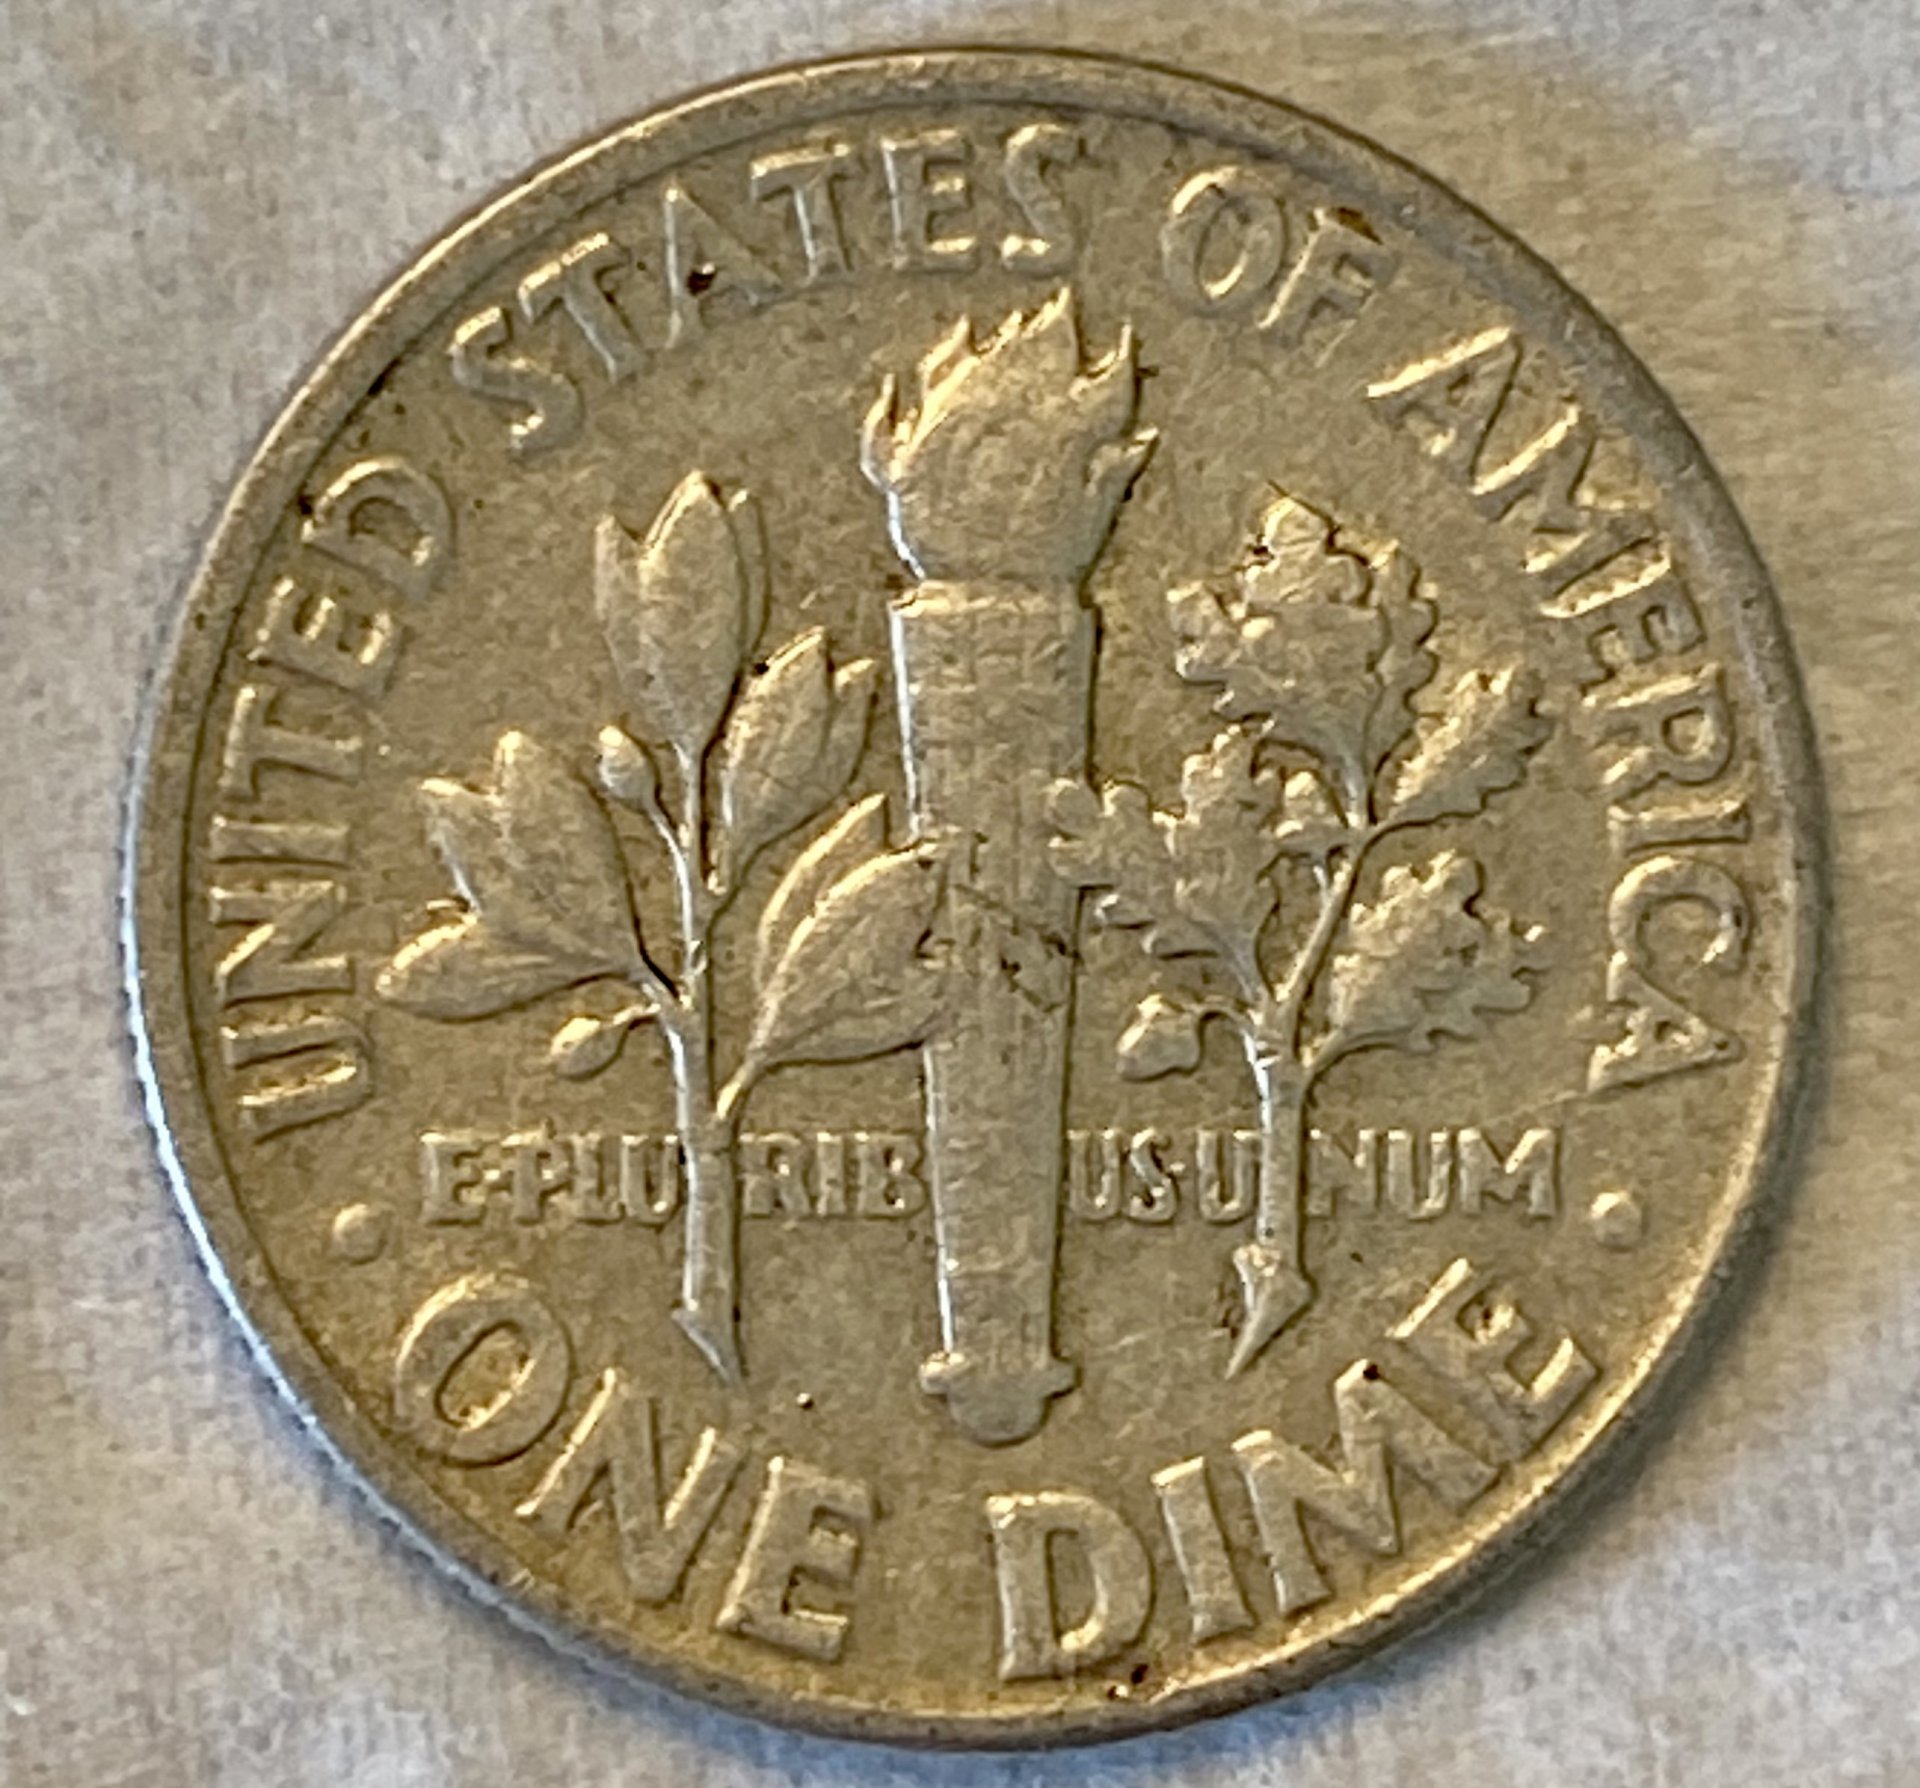 UNITED STATES OF AMERICA
E·PLURIBUS·UNUM
· ONE DIME ·